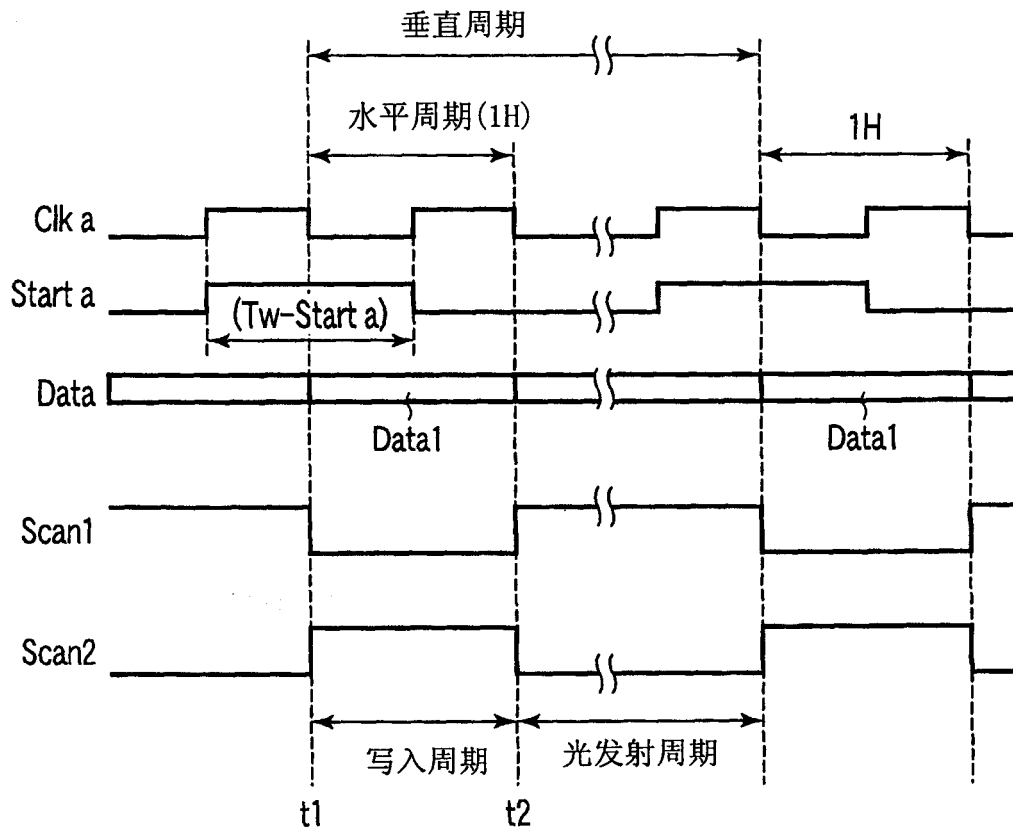 垂直周期
水平周期(1H)
1H
Clk a
Start a
(Tw-Start a)
Data
Data1
Data1
Scan1
Scan2
写入周期
光发射周期
t1
t2